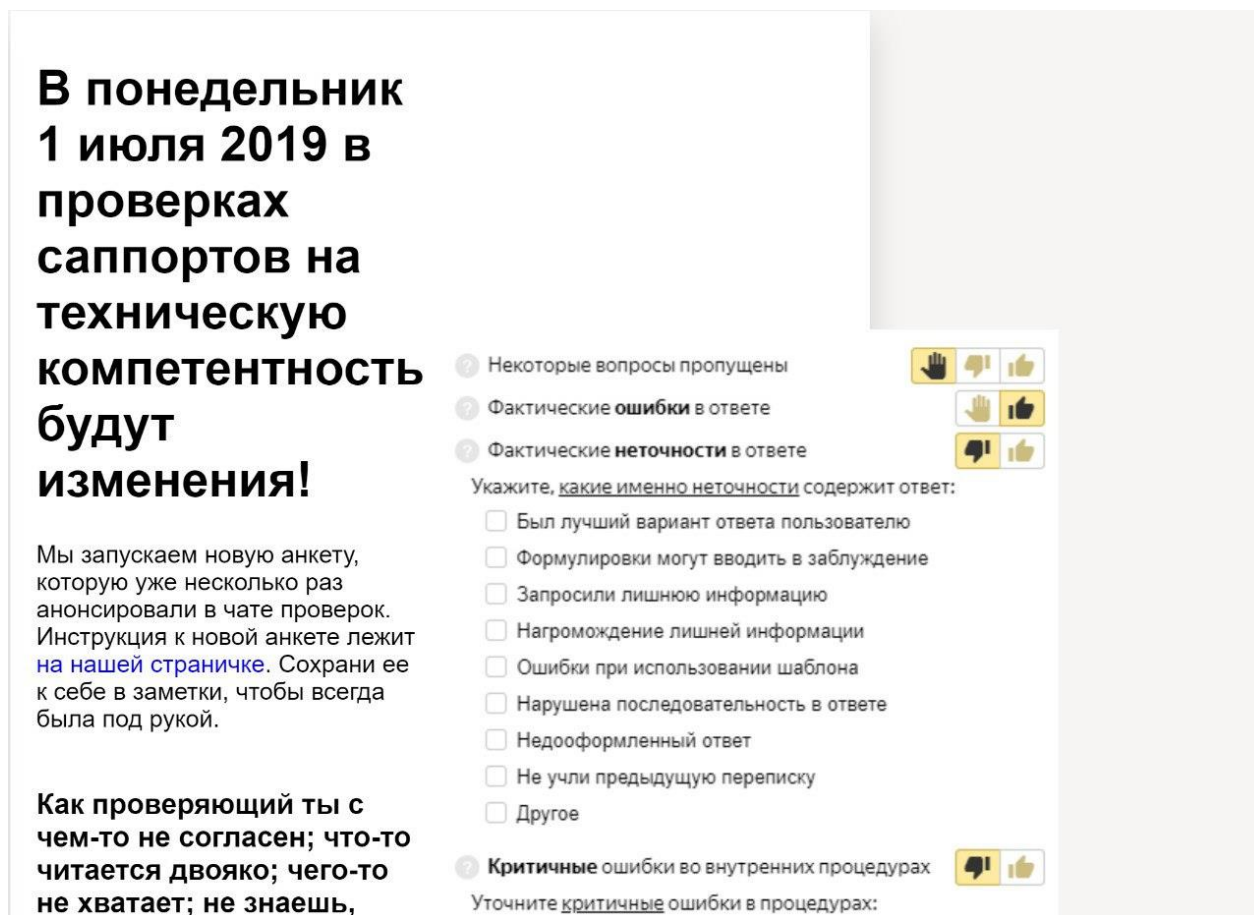 В понедельник
1 июля 2019 в
проверках
саппортов на
техническую
компетентность
будут
изменения!
Мы запускаем новую анкету,
которую уже несколько раз
анонсировали в чате проверок.
Инструкция к новой анкете лежит
на нашей страничке. Сохрани ее
к себе в заметки, чтобы всегда
была под рукой.
Как проверяющий ты с
чем-то не согласен; что-то
читается двояко; чего-то
не хватает; не знаешь,
Некоторые вопросы пропущены
Фактические ошибки в ответе
Фактические неточности в ответе
Укажите, какие именно неточности содержит ответ:
Был лучший вариант ответа пользователю
Формулировки могут вводить в заблуждение
Запросили лишнюю информацию
Нагромождение лишней информации
Ошибки при использовании шаблона
Нарушена последовательность в ответе
Недооформленный ответ
Не учли предыдущую переписку
Другое
Критичные ошибки во внутренних процедурах
Уточните критичные ошибки в процедурах: